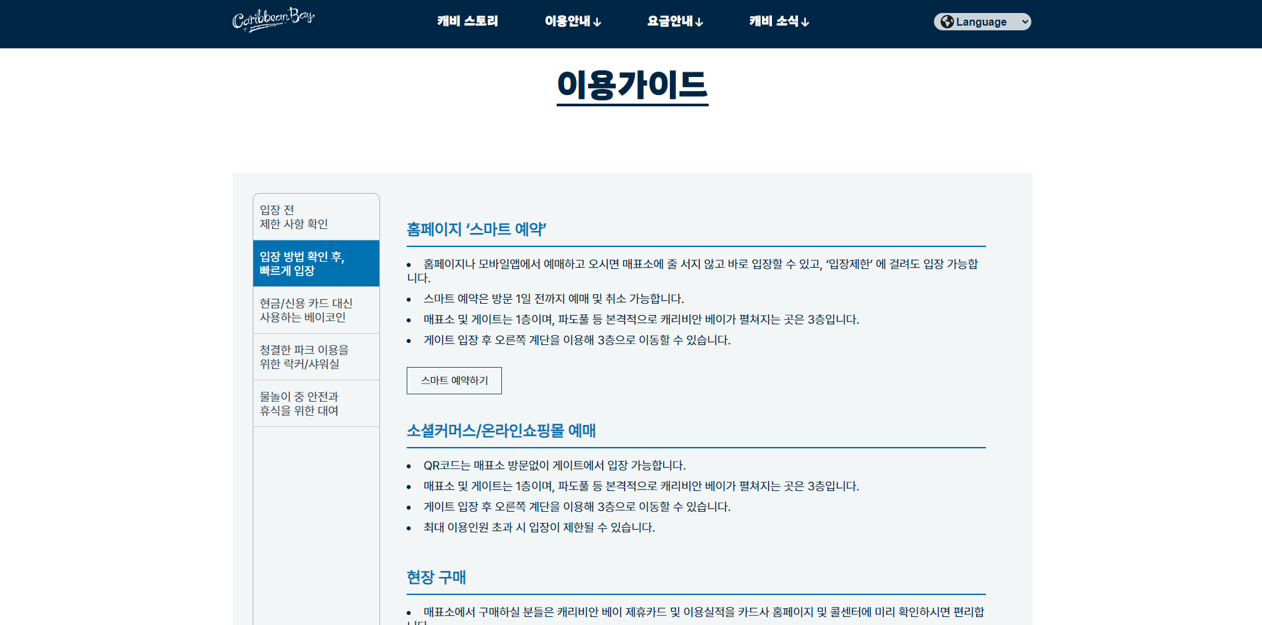 Caribbean Bay
캐비 스토리
이용안내↓
요금안내↓
캐비 소식↓
Language
이용가이드
입장 전
제한 사항 확인
입장 방법 확인 후,
빠르게 입장
현금/신용 카드 대신
사용하는 베이코인
청결한 파크 이용을
위한 락커/샤워실
물놀이 중 안전과
휴식을 위한 대여
홈페이지 ‘스마트 예약’
• 홈페이지나 모바일앱에서 예매하고 오시면 매표소에 줄 서지 않고 바로 입장할 수 있고, ‘입장제한’ 에 걸려도 입장 가능합
니다.
• 스마트 예약은 방문 1일 전까지 예매 및 취소 가능합니다.
• 매표소 및 게이트는 1층이며, 파도풀 등 본격적으로 캐리비안 베이가 펼쳐지는 곳은 3층입니다.
• 게이트 입장 후 오른쪽 계단을 이용해 3층으로 이동할 수 있습니다.
스마트 예약하기
소셜커머스/온라인쇼핑몰 예매
• QR코드는 매표소 방문없이 게이트에서 입장 가능합니다.
• 매표소 및 게이트는 1층이며, 파도풀 등 본격적으로 캐리비안 베이가 펼쳐지는 곳은 3층입니다.
• 게이트 입장 후 오른쪽 계단을 이용해 3층으로 이동할 수 있습니다.
• 최대 이용인원 초과 시 입장이 제한될 수 있습니다.
현장 구매
• 매표소에서 구매하실 분들은 캐리비안 베이 제휴카드 및 이용실적을 카드사 홈페이지 및 콜센터에 미리 확인하시면 편리합